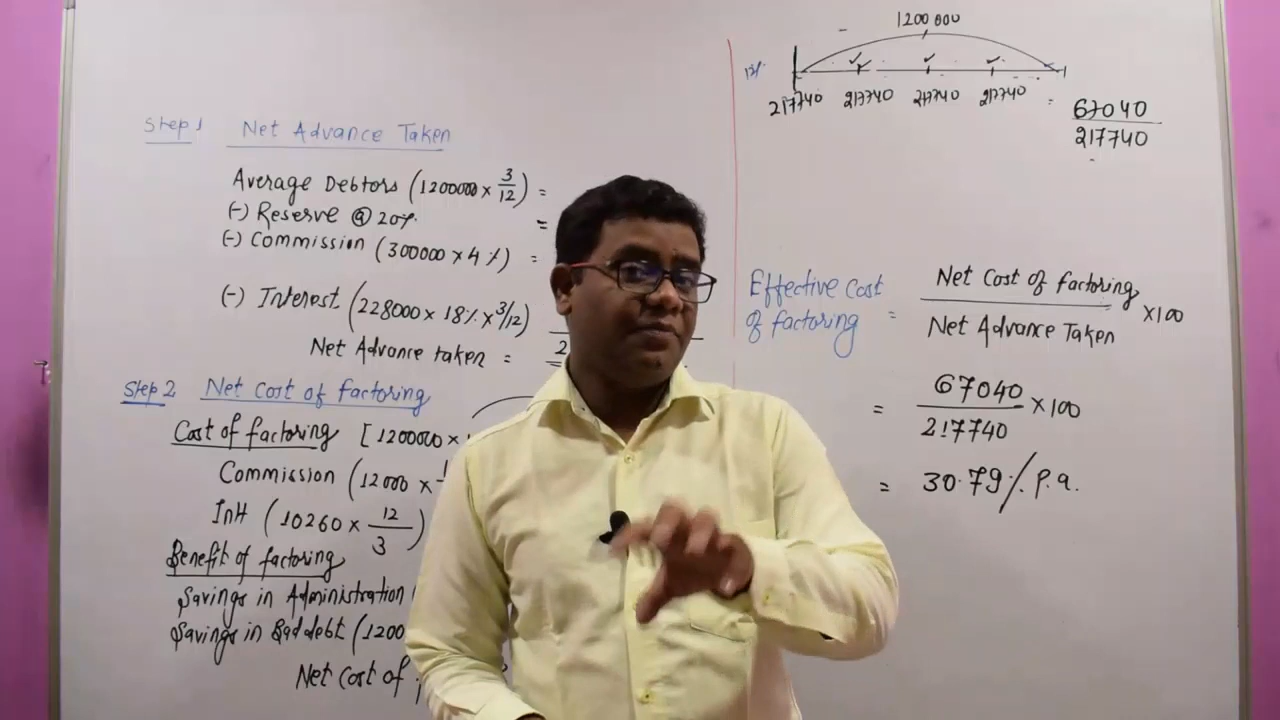 Step 1 Net Advance Taken
Average Debtors (1200000 × 3/12) =
(-) Reserve @ 20% =
(-) Commission (300000 × 4%) =
(-) Interest (228000 × 18% × 3/12)
Net Advance taken = 2
Step 2 Net Cost of factoring
Cost of factoring [1200000 ×
Commission (12000 ×
Int (10260 × 12/3)
Benefit of factoring
Savings in Administration
Savings in Bad debt (1200
Net Cost of
1200000
217740 217740 217740 217740 = 67040/217740
Effective Cost of factoring = Net Cost of factoring / Net Advance Taken × 100
= 67040/217740 × 100
= 30.79% p.a.